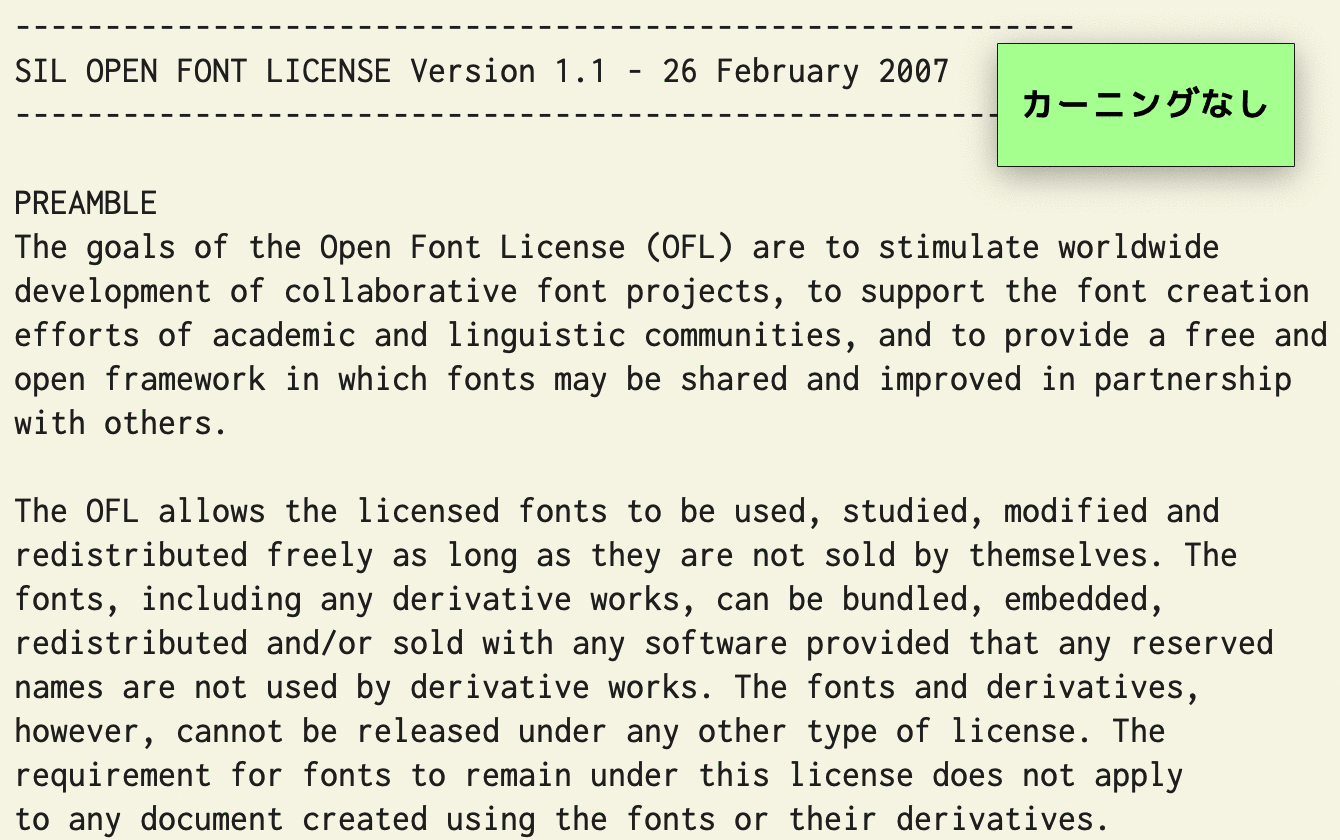 -----------------------------------------------------------
SIL OPEN FONT LICENSE Version 1.1 - 26 February 2007
-------------------------------------------------------
カーニングなし
PREAMBLE
The goals of the Open Font License (OFL) are to stimulate worldwide
development of collaborative font projects, to support the font creation
efforts of academic and linguistic communities, and to provide a free and
open framework in which fonts may be shared and improved in partnership
with others.
The OFL allows the licensed fonts to be used, studied, modified and
redistributed freely as long as they are not sold by themselves. The
fonts, including any derivative works, can be bundled, embedded,
redistributed and/or sold with any software provided that any reserved
names are not used by derivative works. The fonts and derivatives,
however, cannot be released under any other type of license. The
requirement for fonts to remain under this license does not apply
to any document created using the fonts or their derivatives.